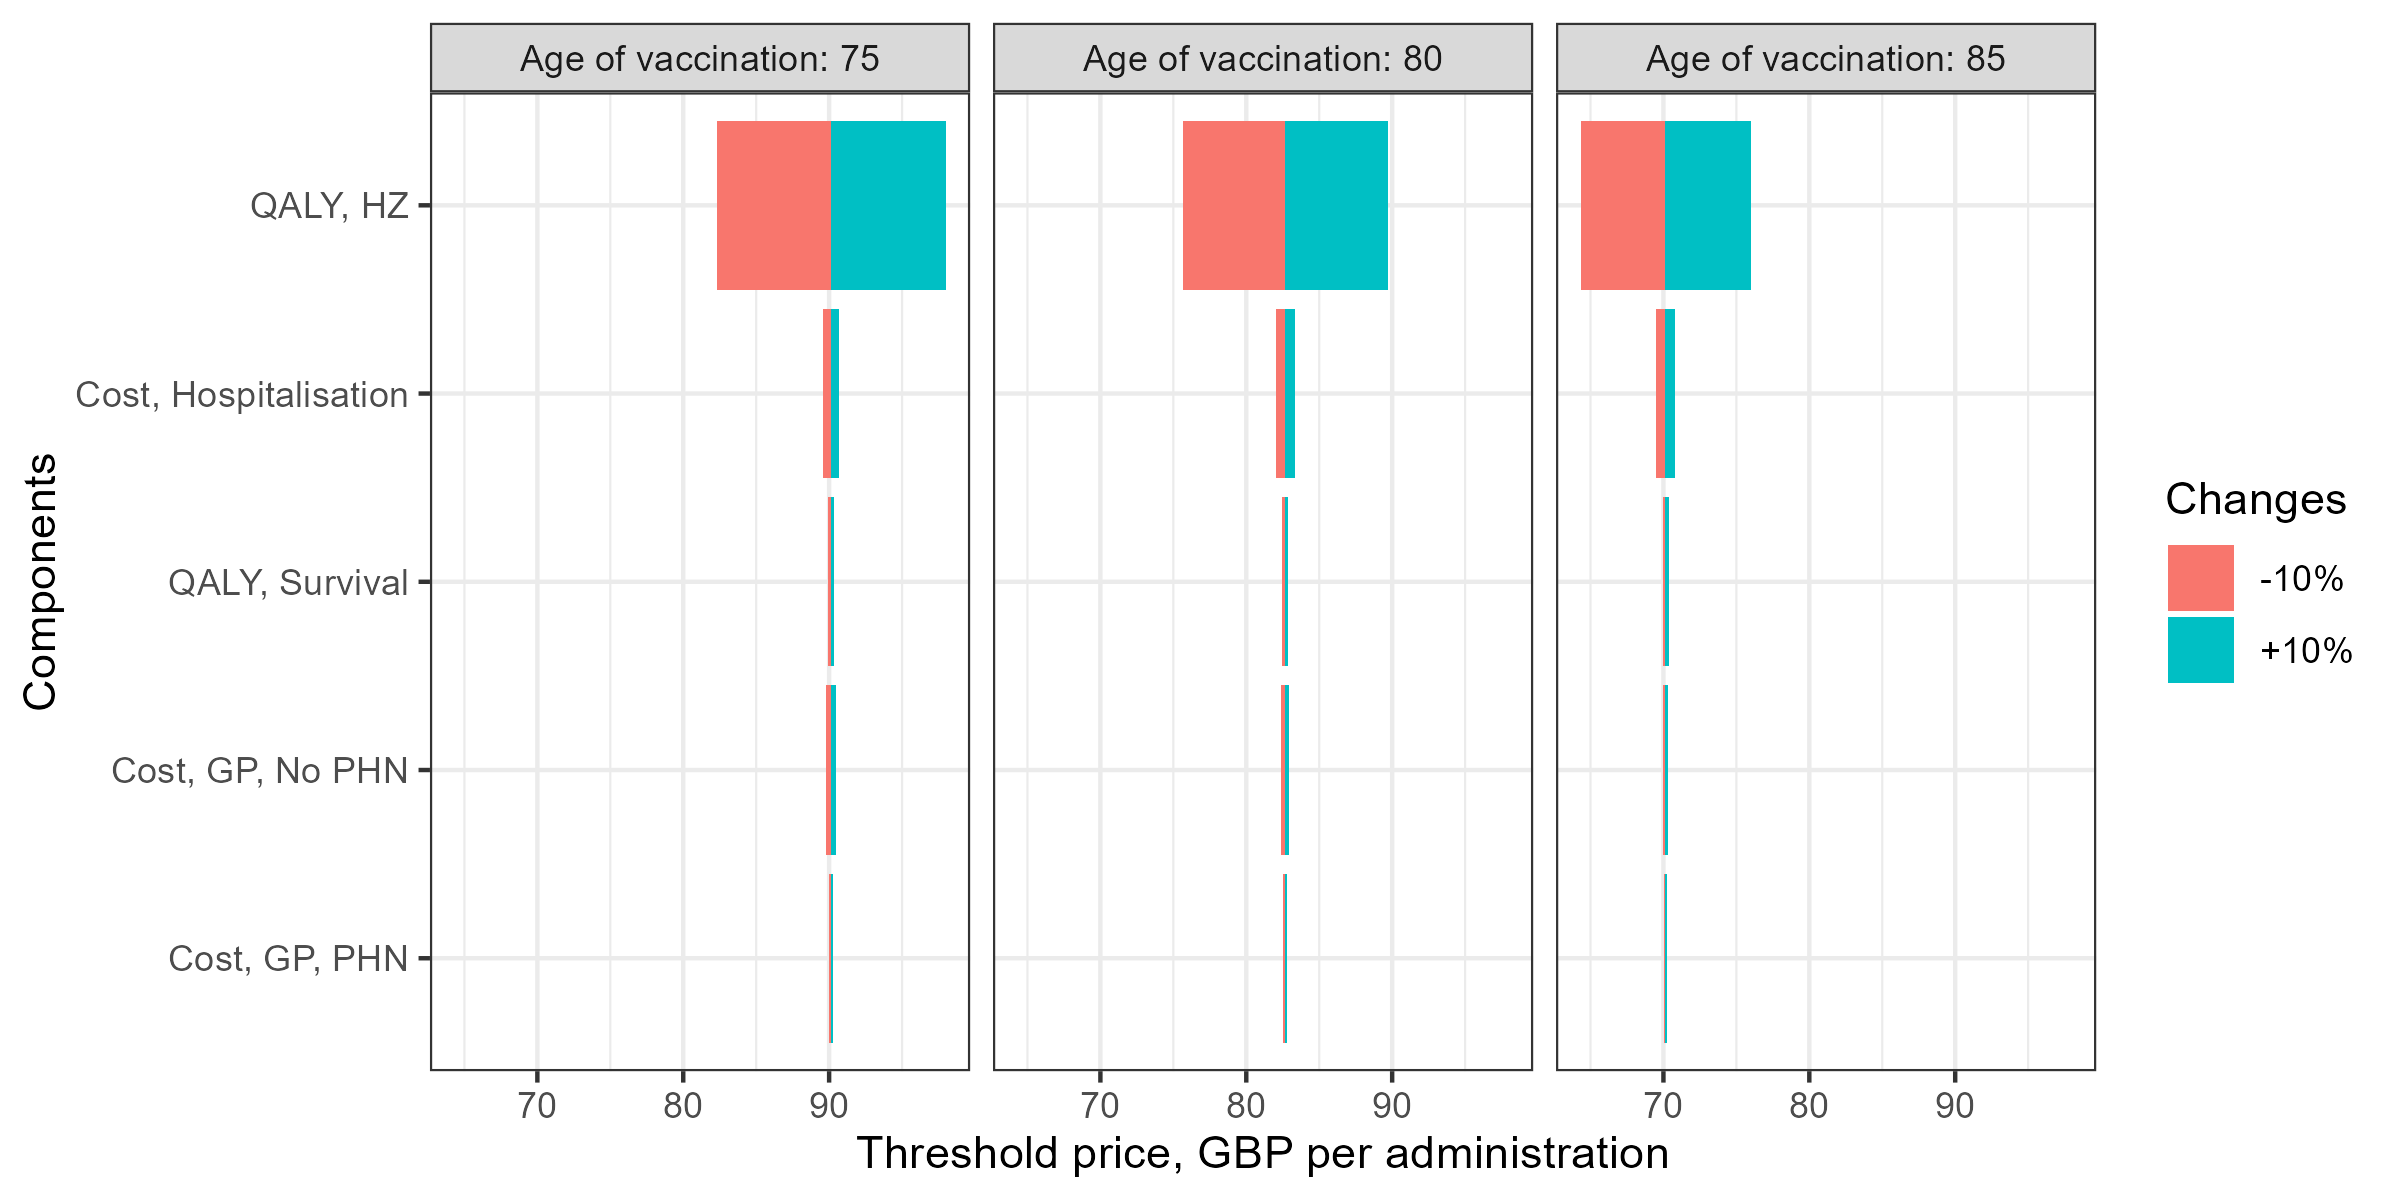 Age of vaccination: 75
Age of vaccination: 80
Age of vaccination: 85
QALY, HZ
Cost, Hospitalisation
QALY, Survival
Cost, GP, No PHN
Cost, GP, PHN
Components
70 80 90
70 80 90
70 80 90
Threshold price, GBP per administration
Changes
-10%
+10%